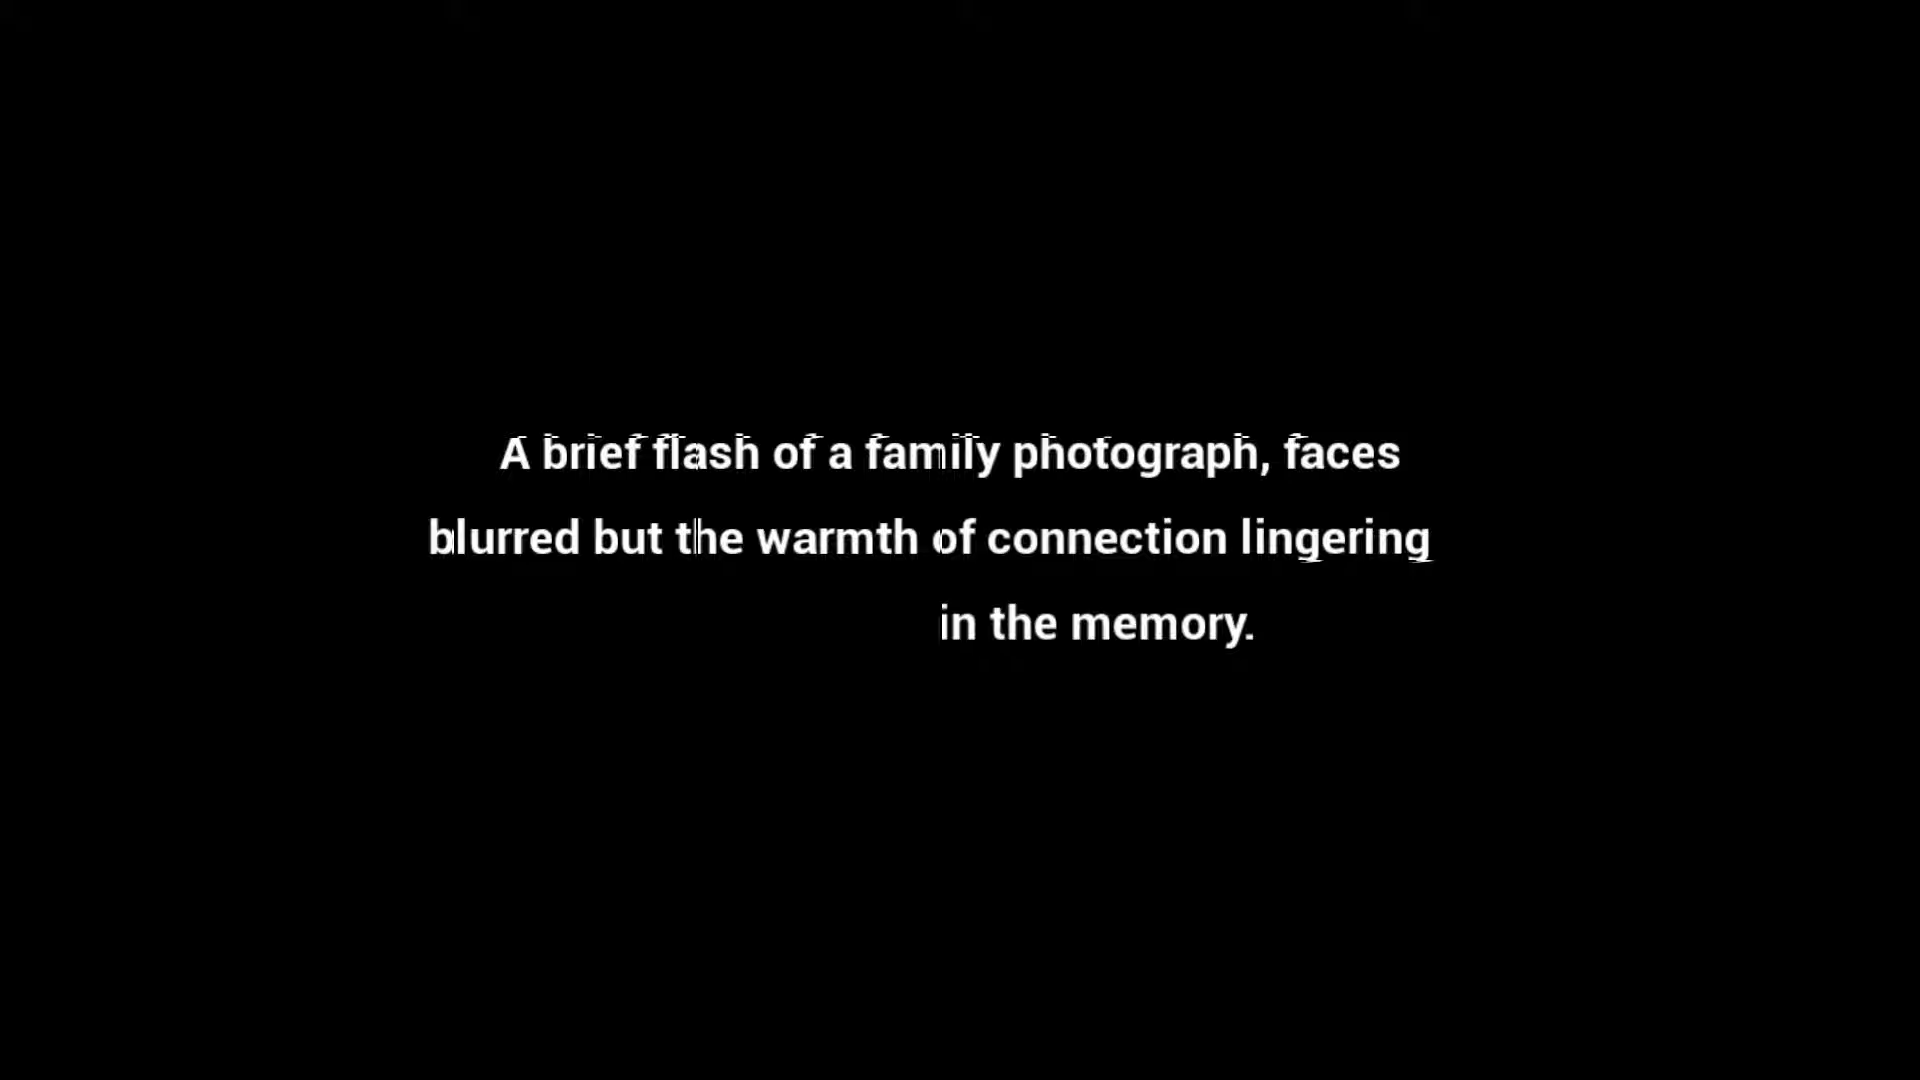 A brief flash of a family photograph, faces
blurred but the warmth of connection lingering
in the memory.